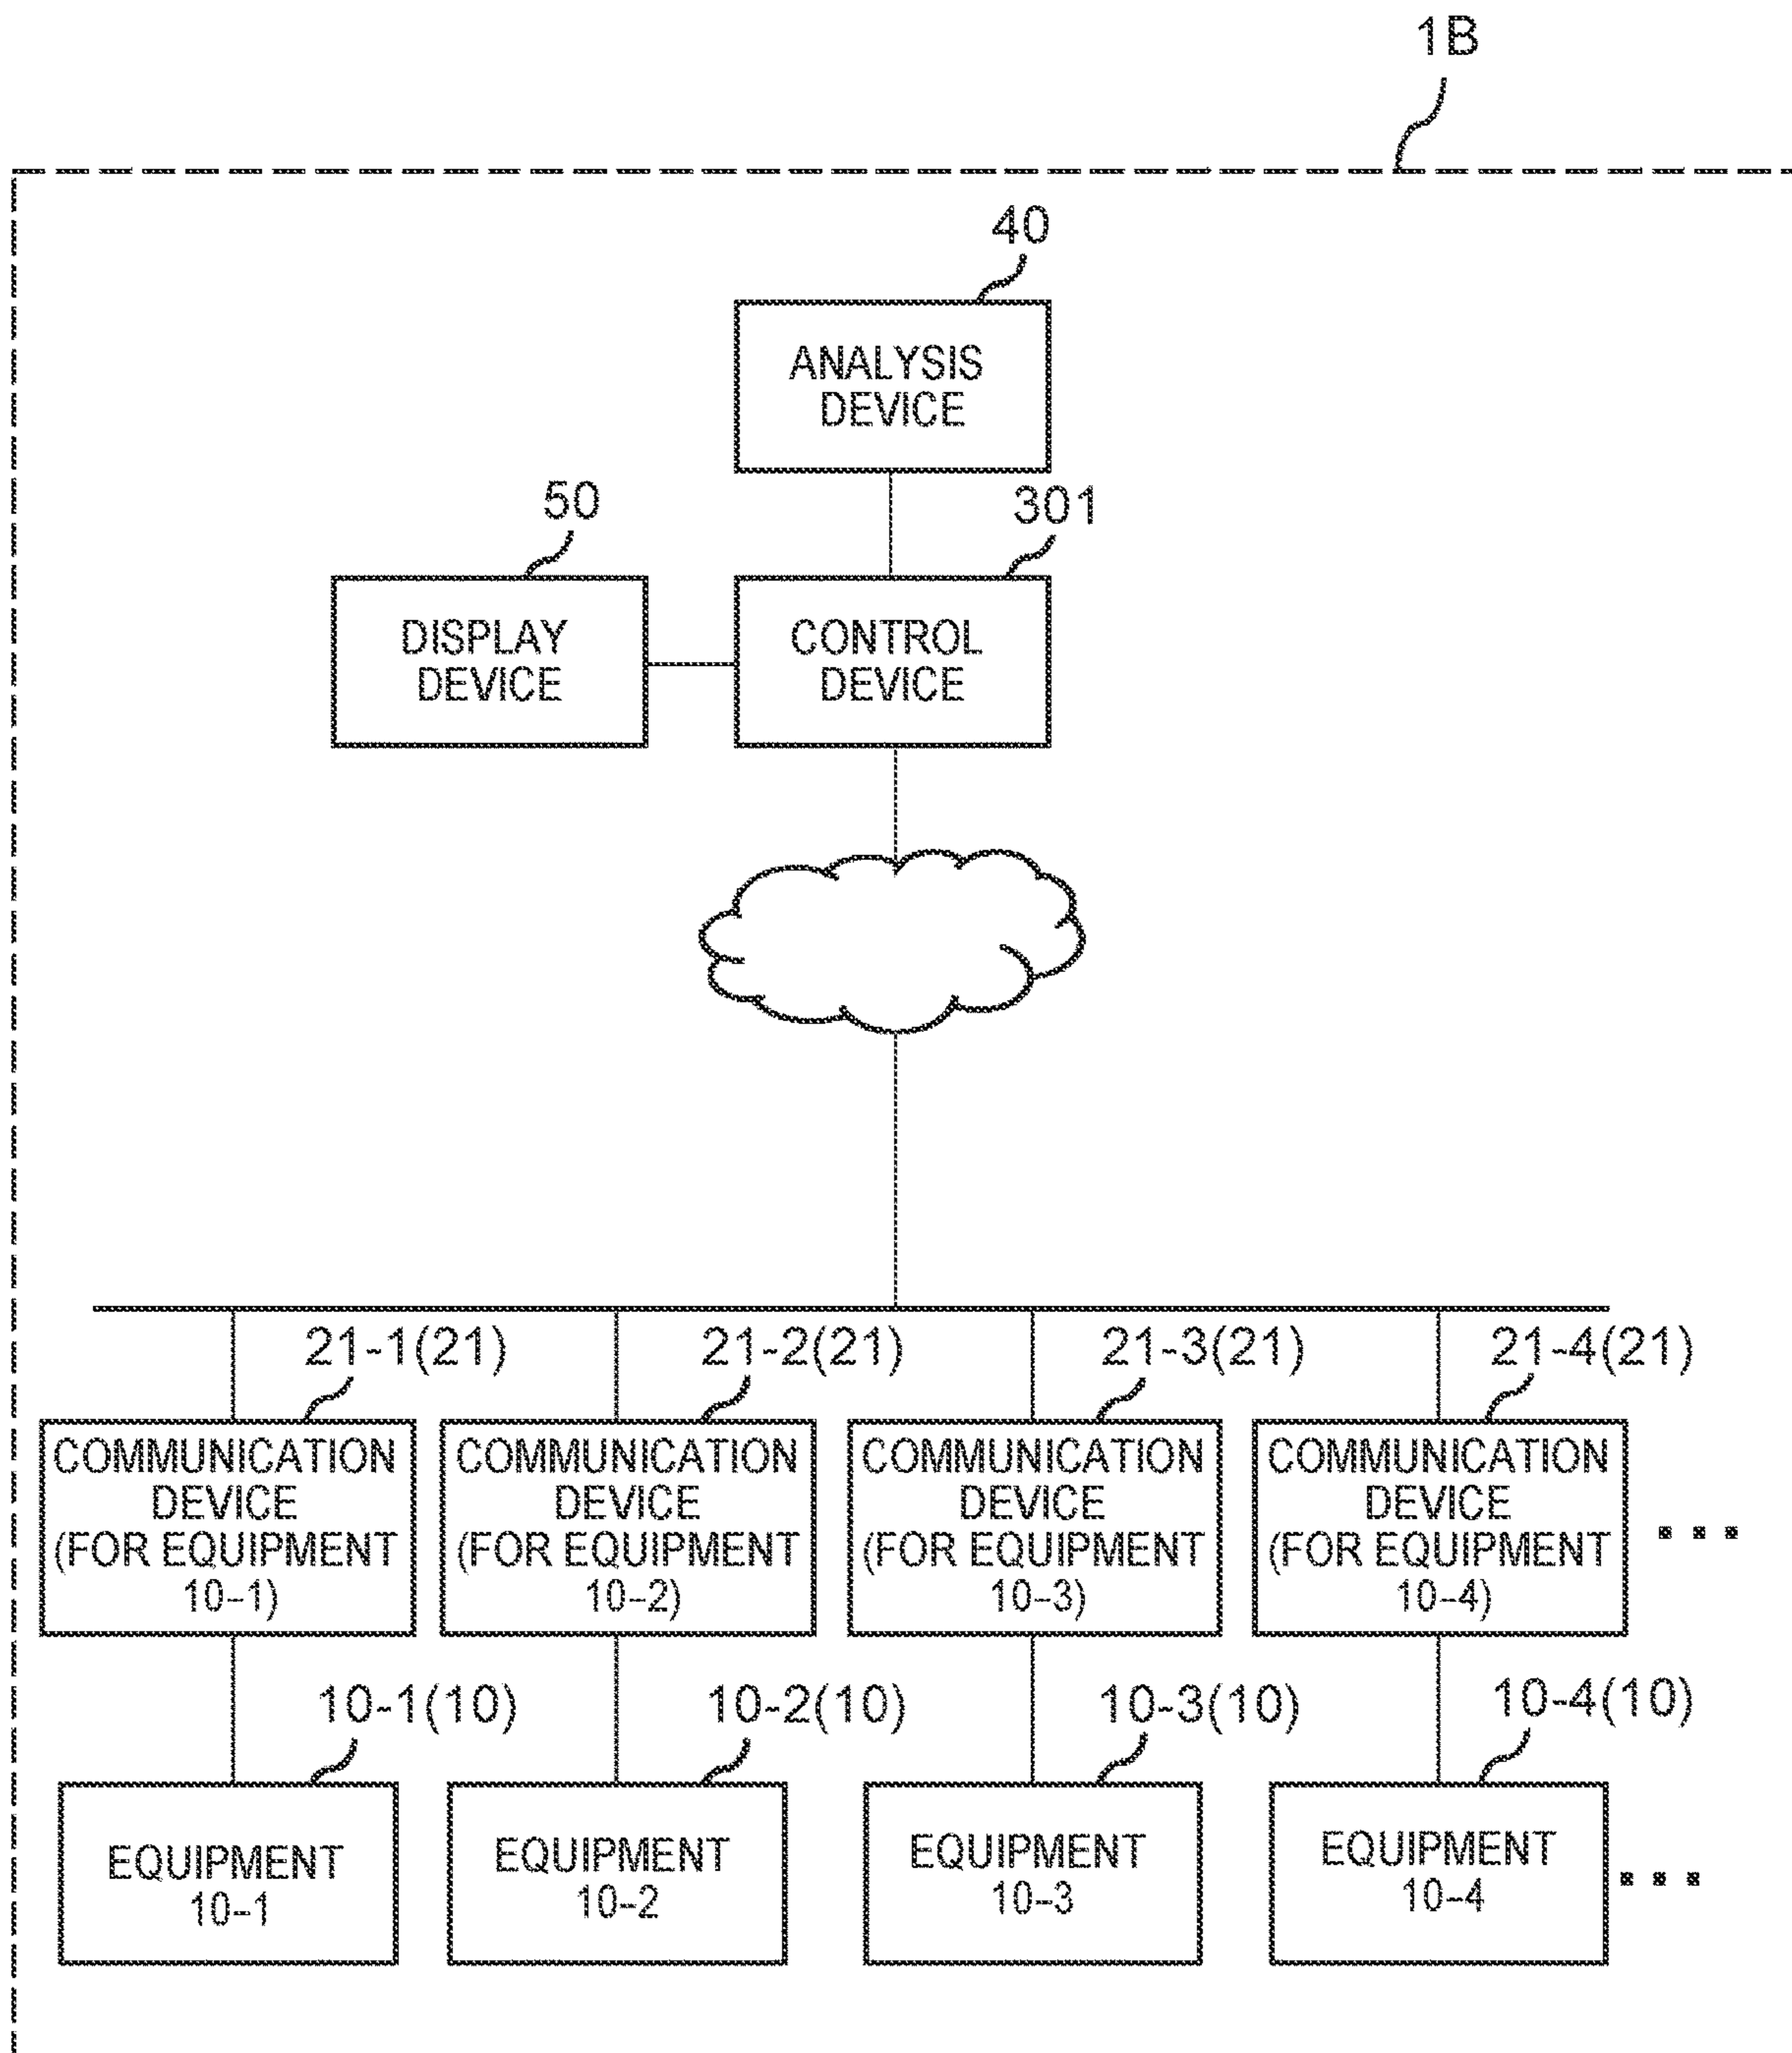 1B
40
ANALYSIS
DEVICE
50
301
DISPLAY
DEVICE
CONTROL
DEVICE
21-1(21)
21-2(21)
21-3(21)
21-4(21)
COMMUNICATION
DEVICE
(FOR EQUIPMENT
10-1)
COMMUNICATION
DEVICE
(FOR EQUIPMENT
10-2)
COMMUNICATION
DEVICE
(FOR EQUIPMENT
10-3)
COMMUNICATION
DEVICE
(FOR EQUIPMENT
10-4)
...
10-1(10)
10-2(10)
10-3(10)
10-4(10)
EQUIPMENT
10-1
EQUIPMENT
10-2
EQUIPMENT
10-3
EQUIPMENT
10-4
...